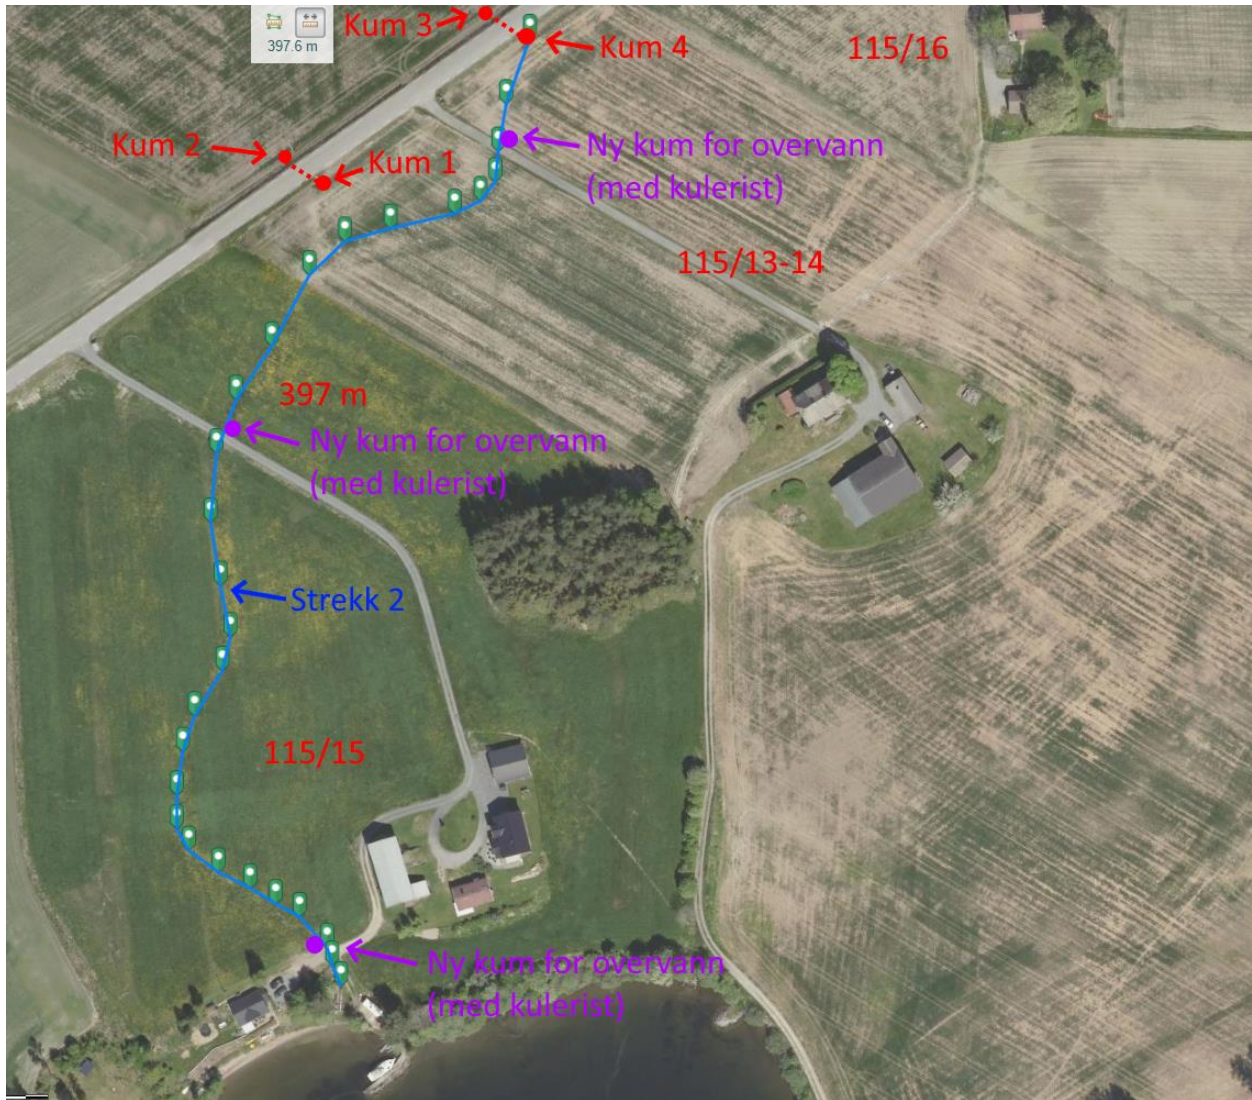 397.6 m
Kum 3
Kum 4
115/16
Kum 2
Kum 1
Ny kum for overvann
(med kulerist)
115/13-14
397 m
Ny kum for overvann
(med kulerist)
Strekk 2
115/15
Ny kum for overvann
(med kulerist)